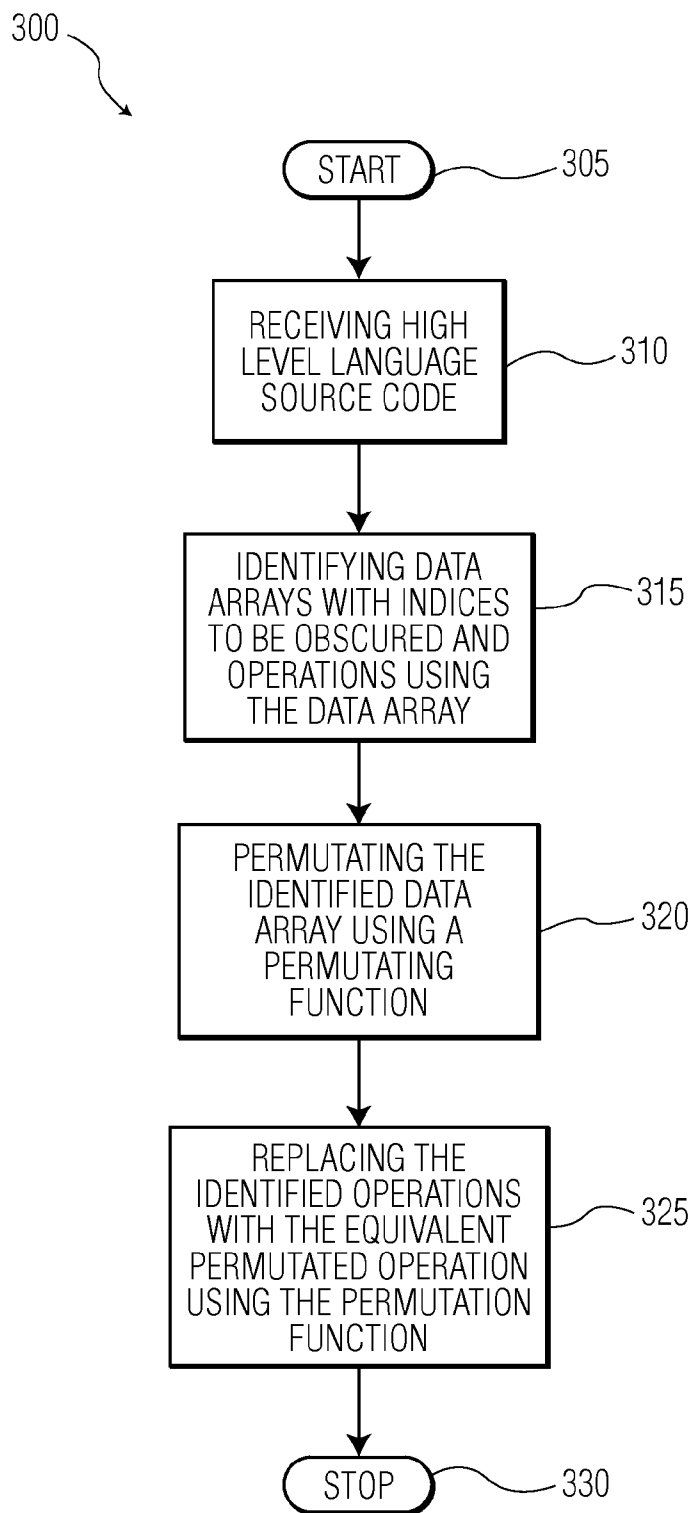 300
START
305
RECEIVING HIGH
LEVEL LANGUAGE
SOURCE CODE
310
IDENTIFYING DATA
ARRAYS WITH INDICES
TO BE OBSCURED AND
OPERATIONS USING
THE DATA ARRAY
315
PERMUTATING THE
IDENTIFIED DATA
ARRAY USING A
PERMUTATING
FUNCTION
320
REPLACING THE
IDENTIFIED OPERATIONS
WITH THE EQUIVALENT
PERMUTATED OPERATION
USING THE PERMUTATION
FUNCTION
325
STOP
330